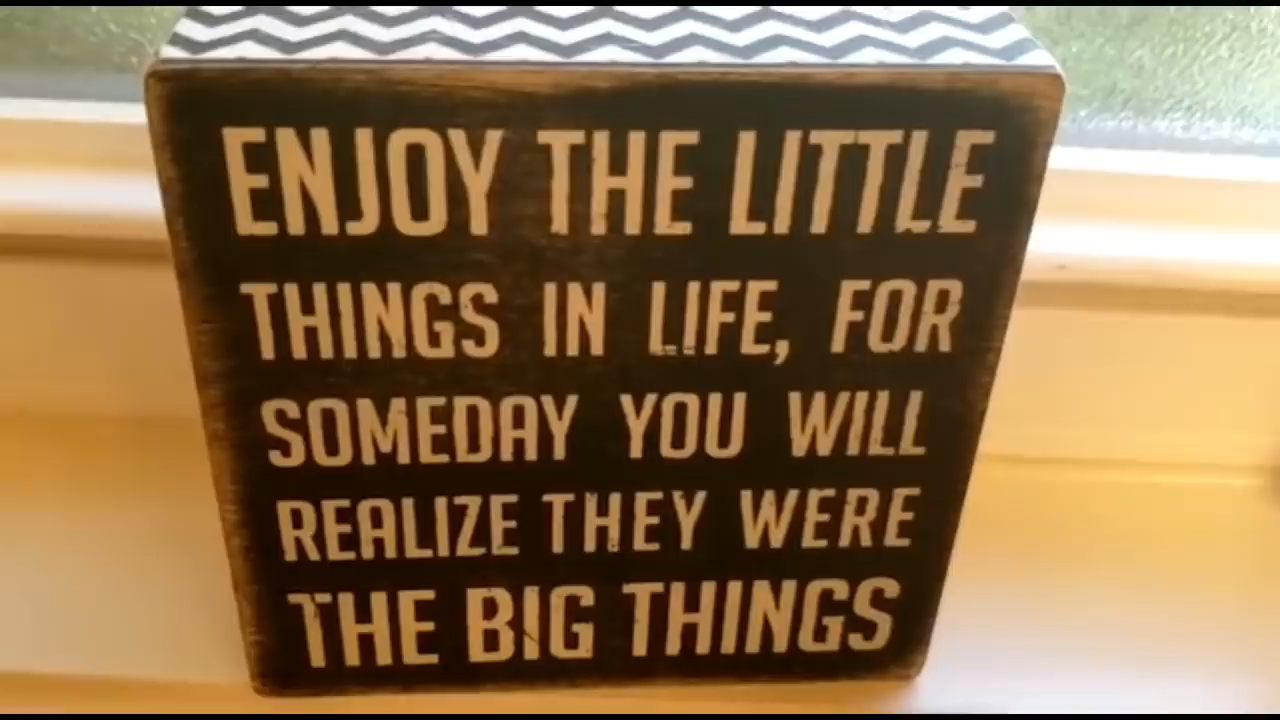 ENJOY THE LITTLE
THINGS IN LIFE, FOR
SOMEDAY YOU WILL
REALIZE THEY WERE
THE BIG THINGS